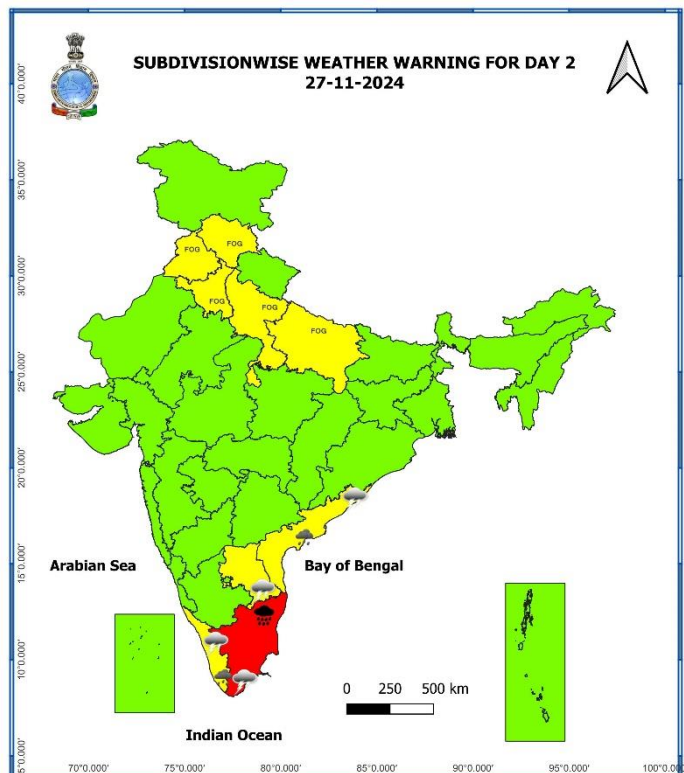 SUBDIVISIONWISE WEATHER WARNING FOR DAY 2
27-11-2024
40°0.000'
35°0.000'
FOG
FOG
30°0.000'
FOG
FOG
FOG
25°0.000'
20°0.000'
Arabian Sea
Bay of Bengal
15°0.000'
10°0.000'
0 250 500 km
Indian Ocean
5°0.000'
70°0.000' 75°0.000' 80°0.000' 85°0.000' 90°0.000' 95°0.000' 100°0.000'